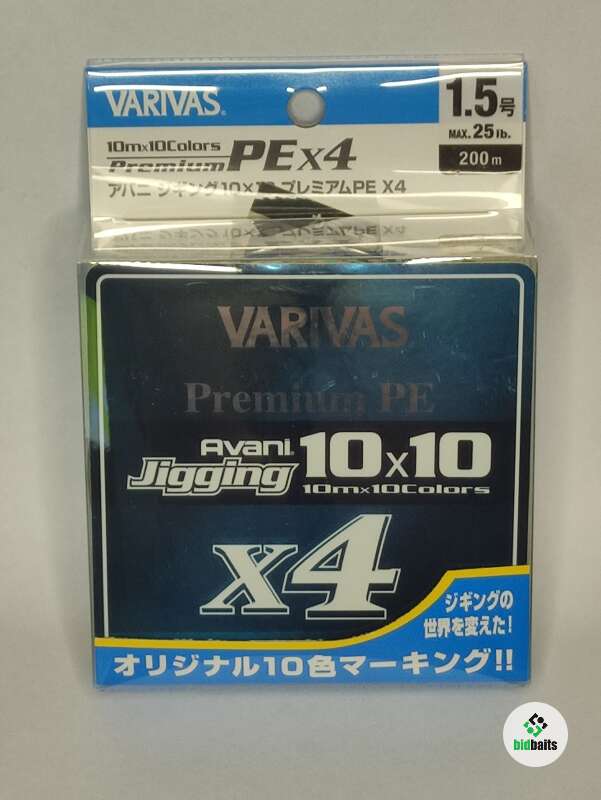 VARIVAS®
1.5号
MAX. 25 lb.
200m
10m×10Colors
Premium PE X4
アバニ ジギング10×10 プレミアムPE X4
VARIVAS
Premium PE
Avani®
Jigging 10×10
10m×10Colors
x4
ジギングの
世界を変えた!
オリジナル10色マーキング!!
bidbaits